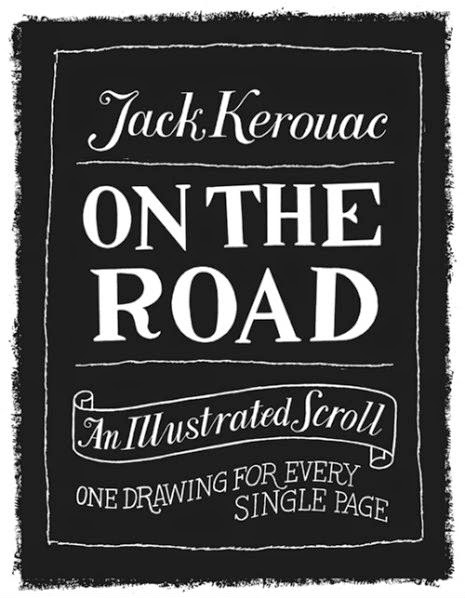 Jack Kerouac
ON THE
ROAD
An Illustrated Scroll
ONE DRAWING FOR EVERY
SINGLE PAGE